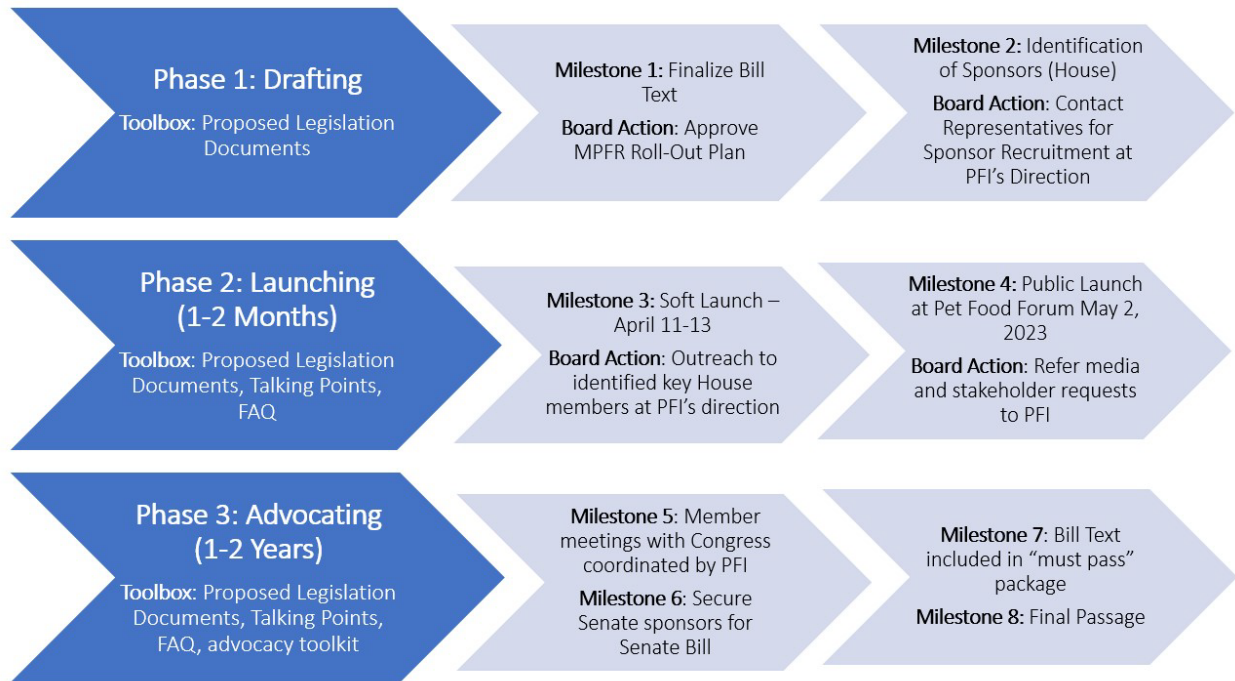 Phase 1: Drafting
Toolbox: Proposed Legislation
Documents
Milestone 1: Finalize Bill
Text
Board Action: Approve
MPFR Roll-Out Plan
Milestone 2: Identification
of Sponsors (House)
Board Action: Contact
Representatives for
Sponsor Recruitment at
PFI’s Direction
Phase 2: Launching
(1-2 Months)
Toolbox: Proposed Legislation
Documents, Talking Points,
FAQ
Milestone 3: Soft Launch –
April 11-13
Board Action: Outreach to
identified key House
members at PFI’s direction
Milestone 4: Public Launch
at Pet Food Forum May 2,
2023
Board Action: Refer media
and stakeholder requests
to PFI
Phase 3: Advocating
(1-2 Years)
Toolbox: Proposed Legislation
Documents, Talking Points,
FAQ, advocacy toolkit
Milestone 5: Member
meetings with Congress
coordinated by PFI
Milestone 6: Secure
Senate sponsors for
Senate Bill
Milestone 7: Bill Text
included in “must pass”
package
Milestone 8: Final Passage